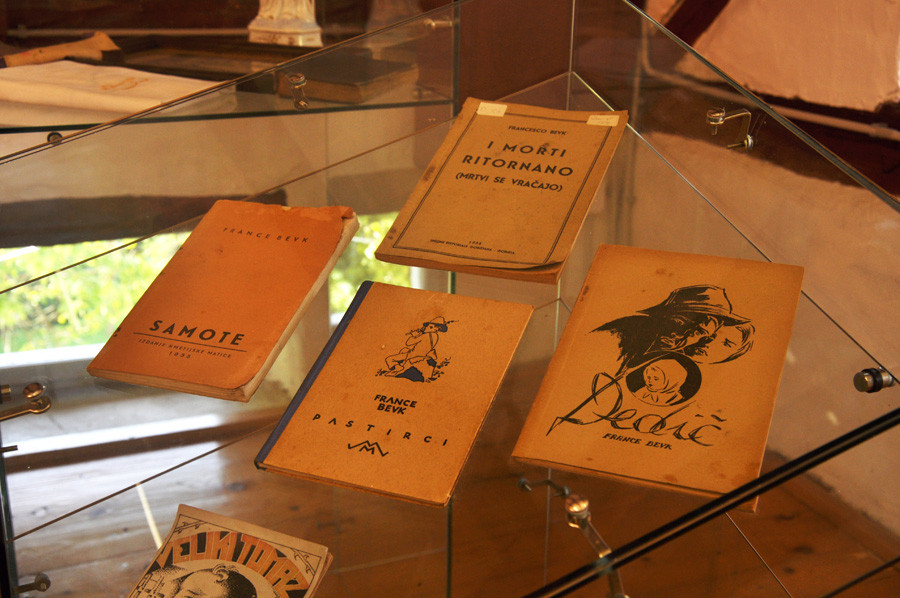 FRANCESCO BEVK
I MORTI
RITORNANO
(MRTVI SE VRAČAJO)
FRANCE BEVK
SAMOTE
FRANCE
BEVK
PASTIRCI
Dedič
FRANCE BEVK